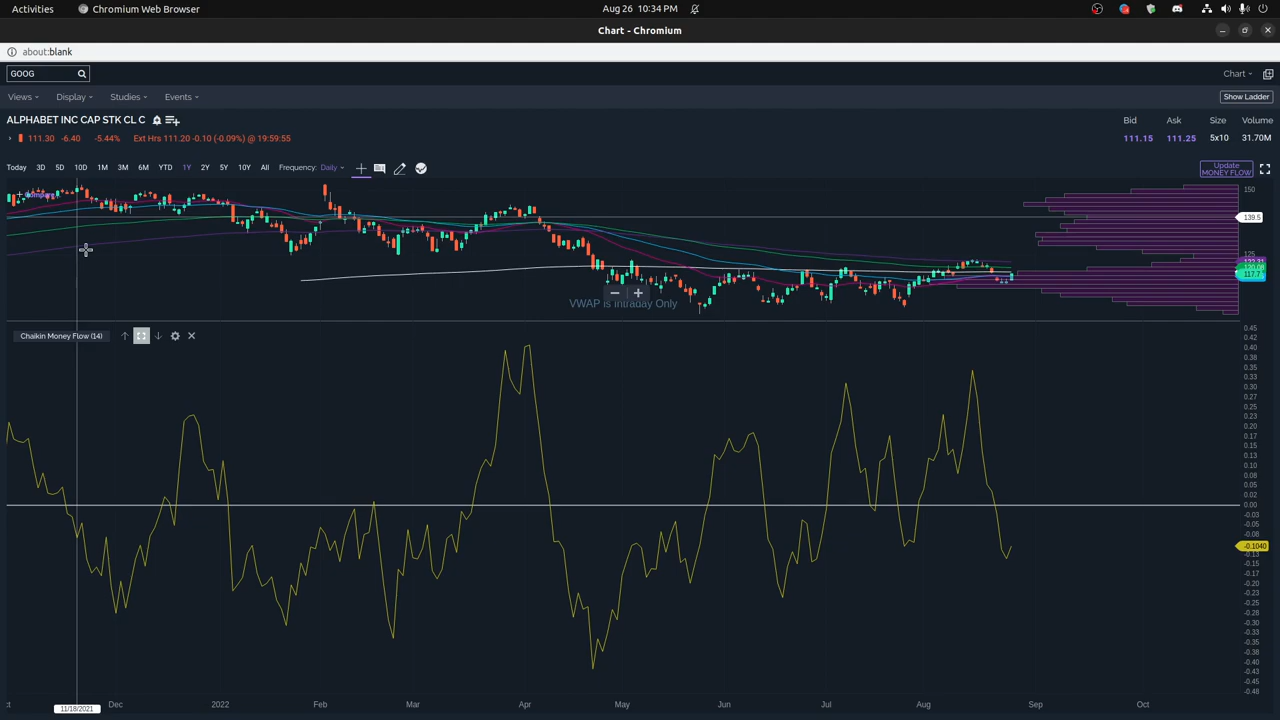 Activities
Chromium Web Browser
Aug 26 10:34 PM
Chart - Chromium
about:blank
GOOG
Chart
Views Display Studies Events
Show Ladder
ALPHABET INC CAP STK CL C
Bid Ask Size Volume
111.30 -6.40 -5.44% Ext Hrs 111.20 -0.10 (-0.09%) @ 19:59:55
111.15 111.25 5x10 31.70M
Today 3D 5D 10D 1M 3M 6M YTD 1Y 2Y 5Y 10Y All Frequency: Daily
Update
MONEY FLOW
150
+ Compare
139.5
125
117.7
VWAP is Intraday Only
Chaikin Money Flow (14)
0.45
0.42
0.40
0.38
0.35
0.33
0.30
0.27
0.25
0.23
0.20
0.17
0.15
0.13
0.10
0.08
0.05
0.02
0.00
-0.03
-0.05
-0.08
-0.1040
-0.13
-0.15
-0.17
-0.20
-0.23
-0.25
-0.28
-0.30
-0.33
-0.35
-0.38
-0.40
-0.43
-0.45
-0.48
Dec 2022 Feb Mar Apr May Jun Jul Aug Sep Oct
11/18/2021